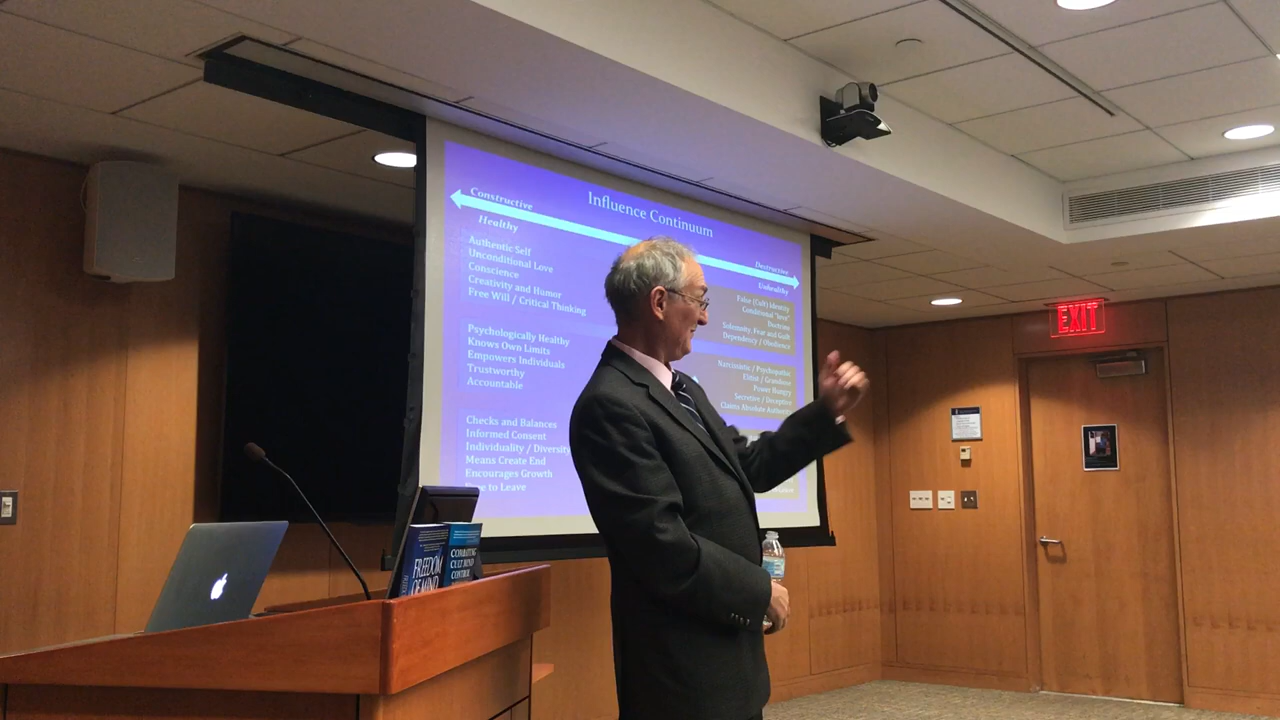 Influence Continuum
Constructive
Healthy
Destructive
Unhealthy
Authentic Self
Unconditional Love
Conscience
Creativity and Humor
Free Will / Critical Thinking
False (Cult) Identity
Conditional "love"
Doctrine
Solemnity, Fear and Guilt
Dependency / Obedience
Psychologically Healthy
Knows Own Limits
Empowers Individuals
Trustworthy
Accountable
Narcissistic / Psychopathic
Elitist / Grandiose
Power Hungry
Secretive / Deceptive
Claims Absolute Authority
Checks and Balances
Informed Consent
Individuality / Diversity
Means Create End
Encourages Growth
to Leave
EXIT
FREEDOM
OF MIND
COMBATING
CULT MIND
CONTROL